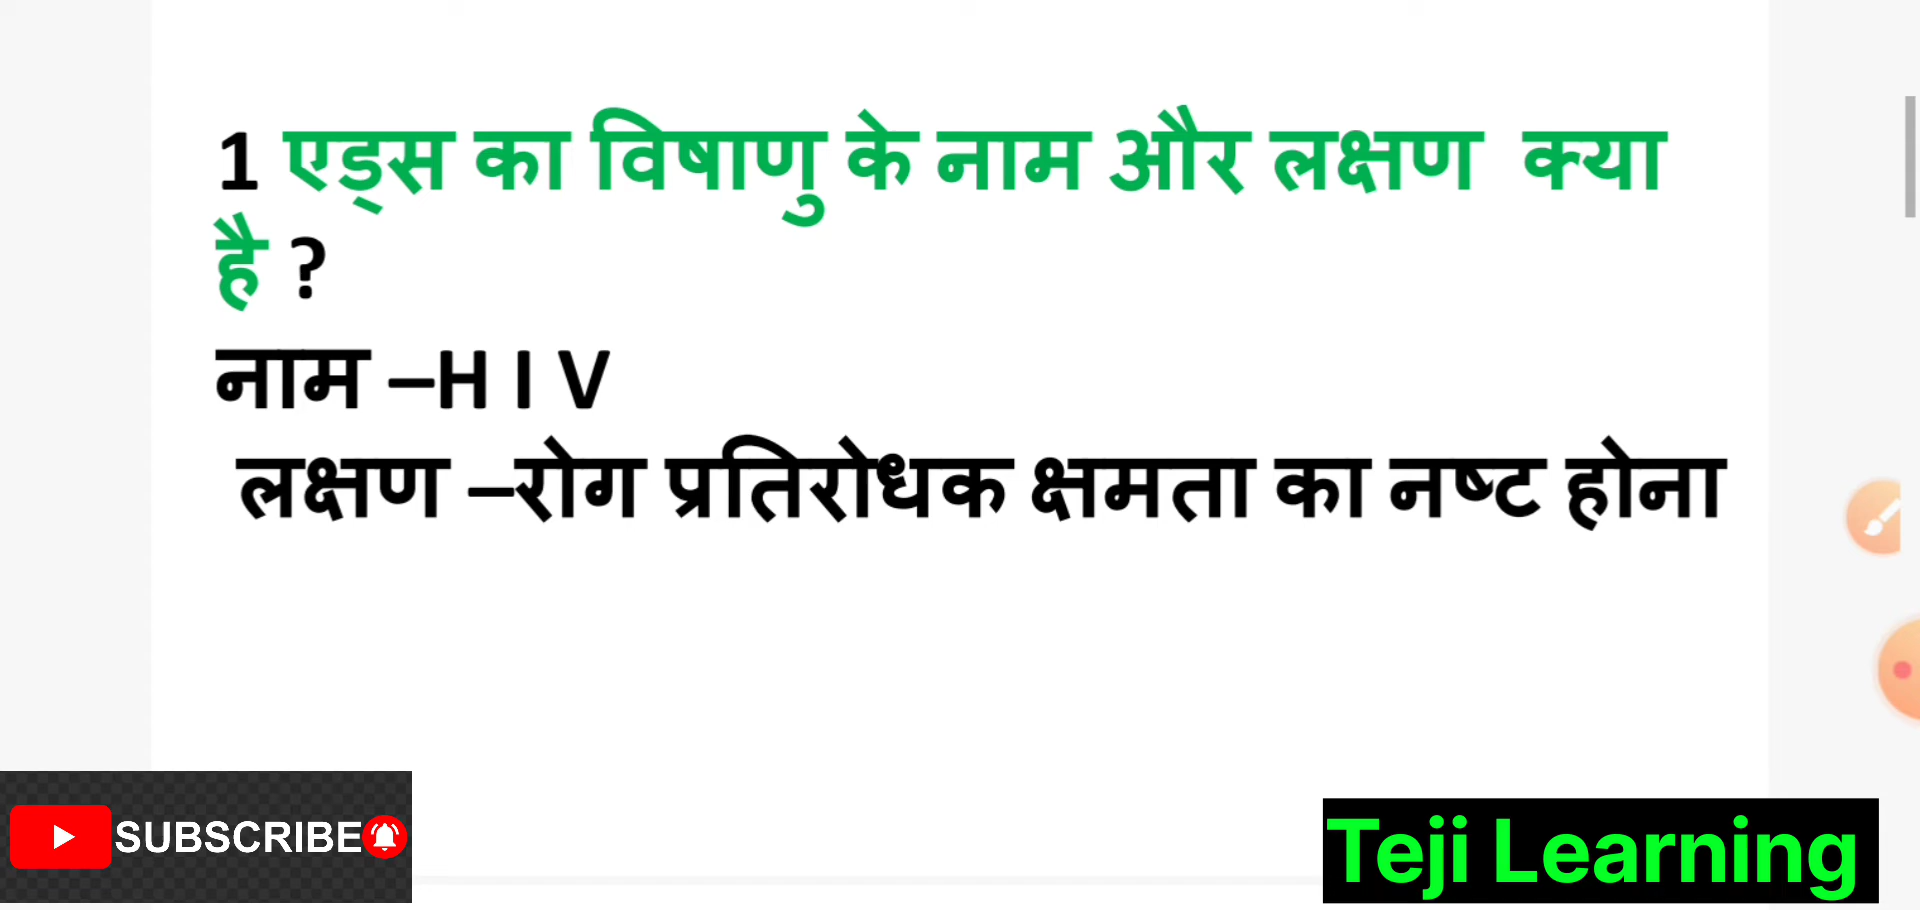 1 एड्स का विषाणु के नाम और लक्षण क्या
है ?
नाम –H I V
लक्षण –रोग प्रतिरोधक क्षमता का नष्ट होना
SUBSCRIBE
Teji Learning